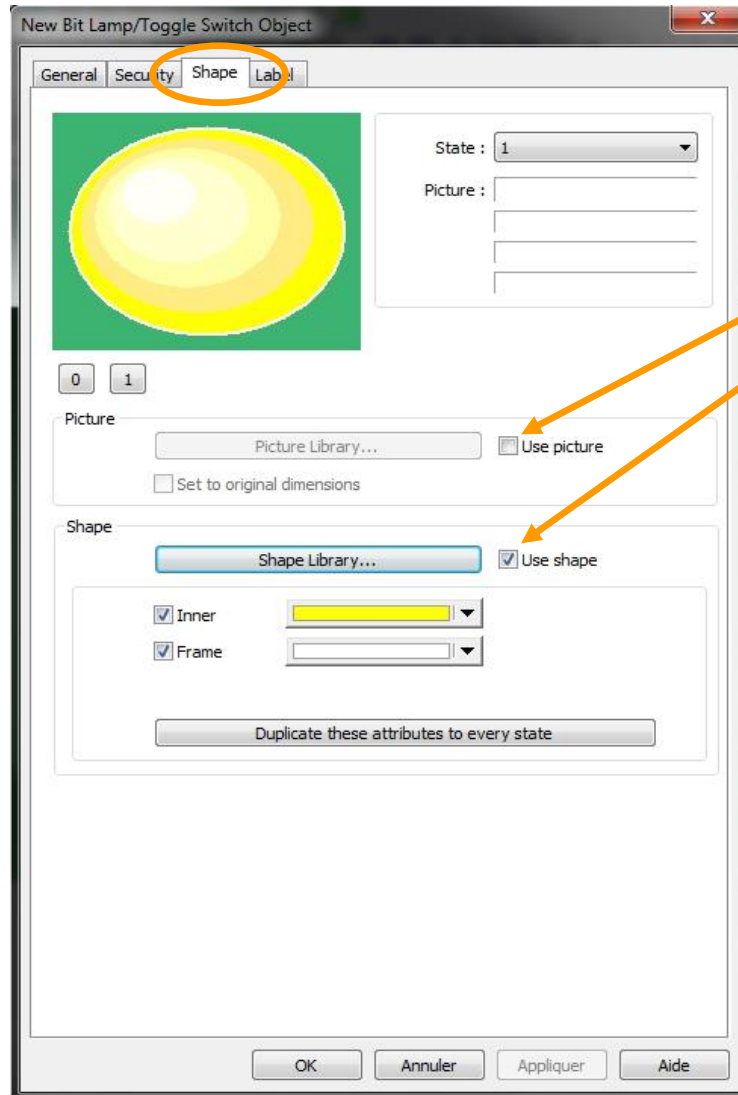 New Bit Lamp/Toggle Switch Object
General Security Shape Label
State : 1
Picture :
0 1
Picture
Picture Library... Use picture
Set to original dimensions
Shape
Shape Library... Use shape
Inner
Frame
Duplicate these attributes to every state
OK Annuler Appliquer Aide